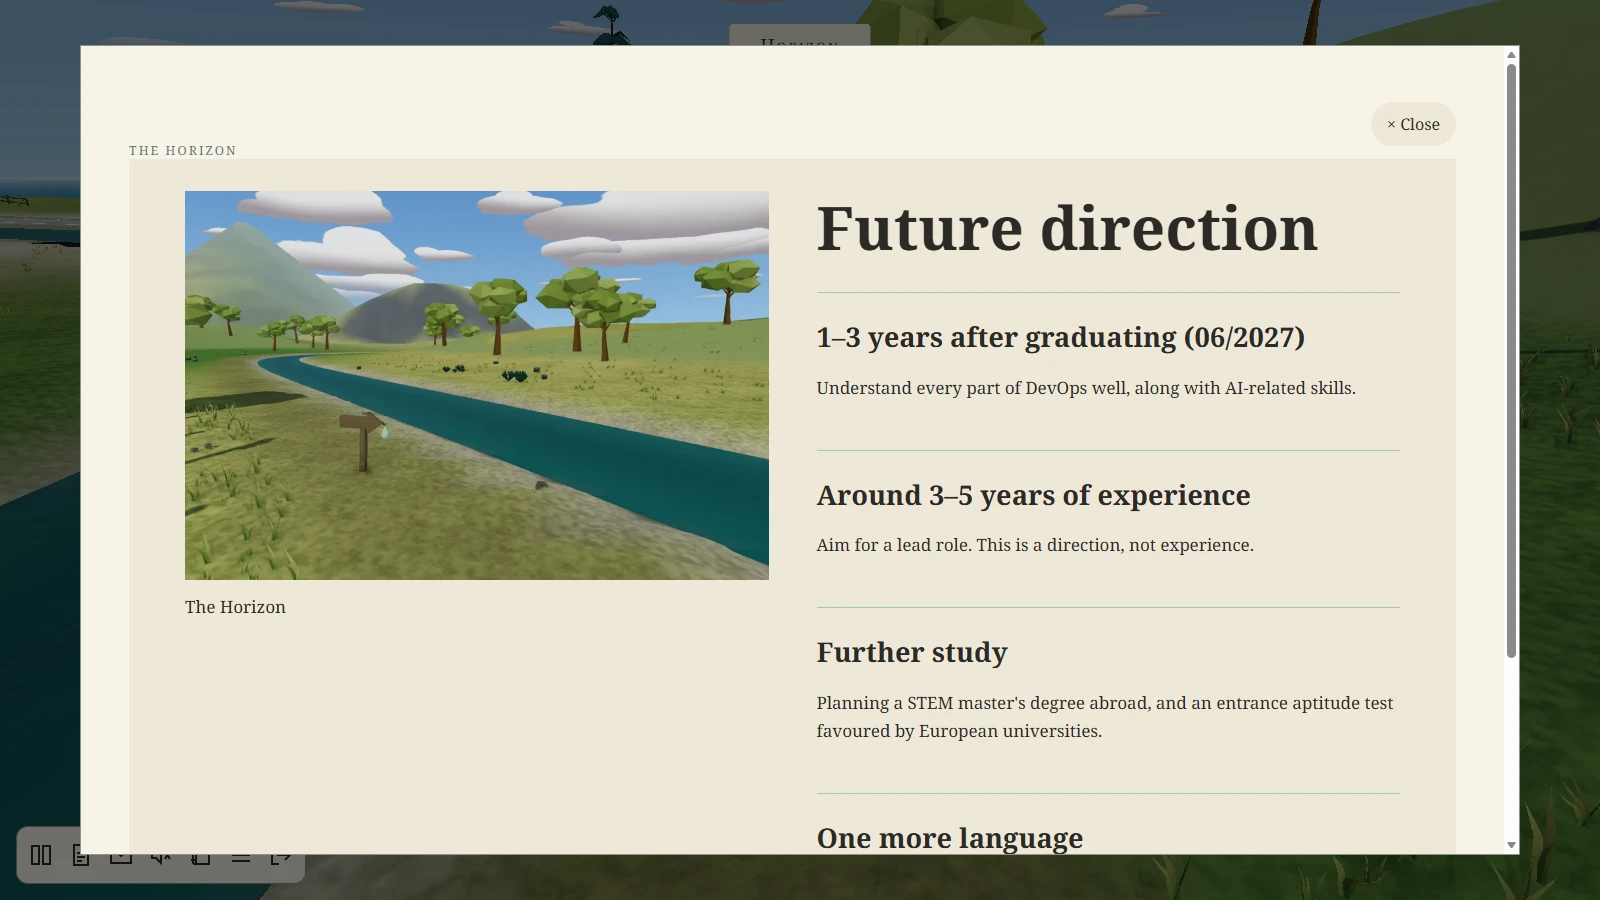 Horizon
× Close
THE HORIZON
Future direction
1–3 years after graduating (06/2027)
Understand every part of DevOps well, along with AI-related skills.
Around 3–5 years of experience
Aim for a lead role. This is a direction, not experience.
The Horizon
Further study
Planning a STEM master's degree abroad, and an entrance aptitude test
favoured by European universities.
One more language